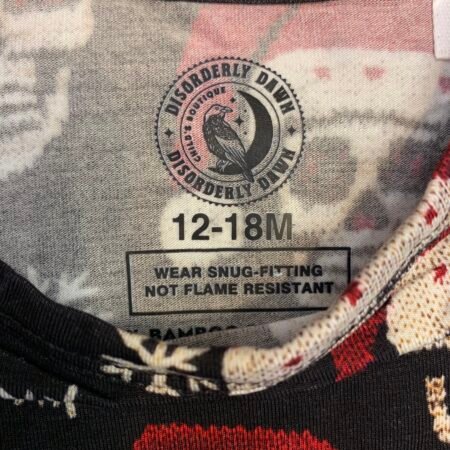 DISORDERLY DAWN
CHILD'S BOUTIQUE
DISORDERLY DAWN
12-18M
WEAR SNUG-FITTING
NOT FLAME RESISTANT